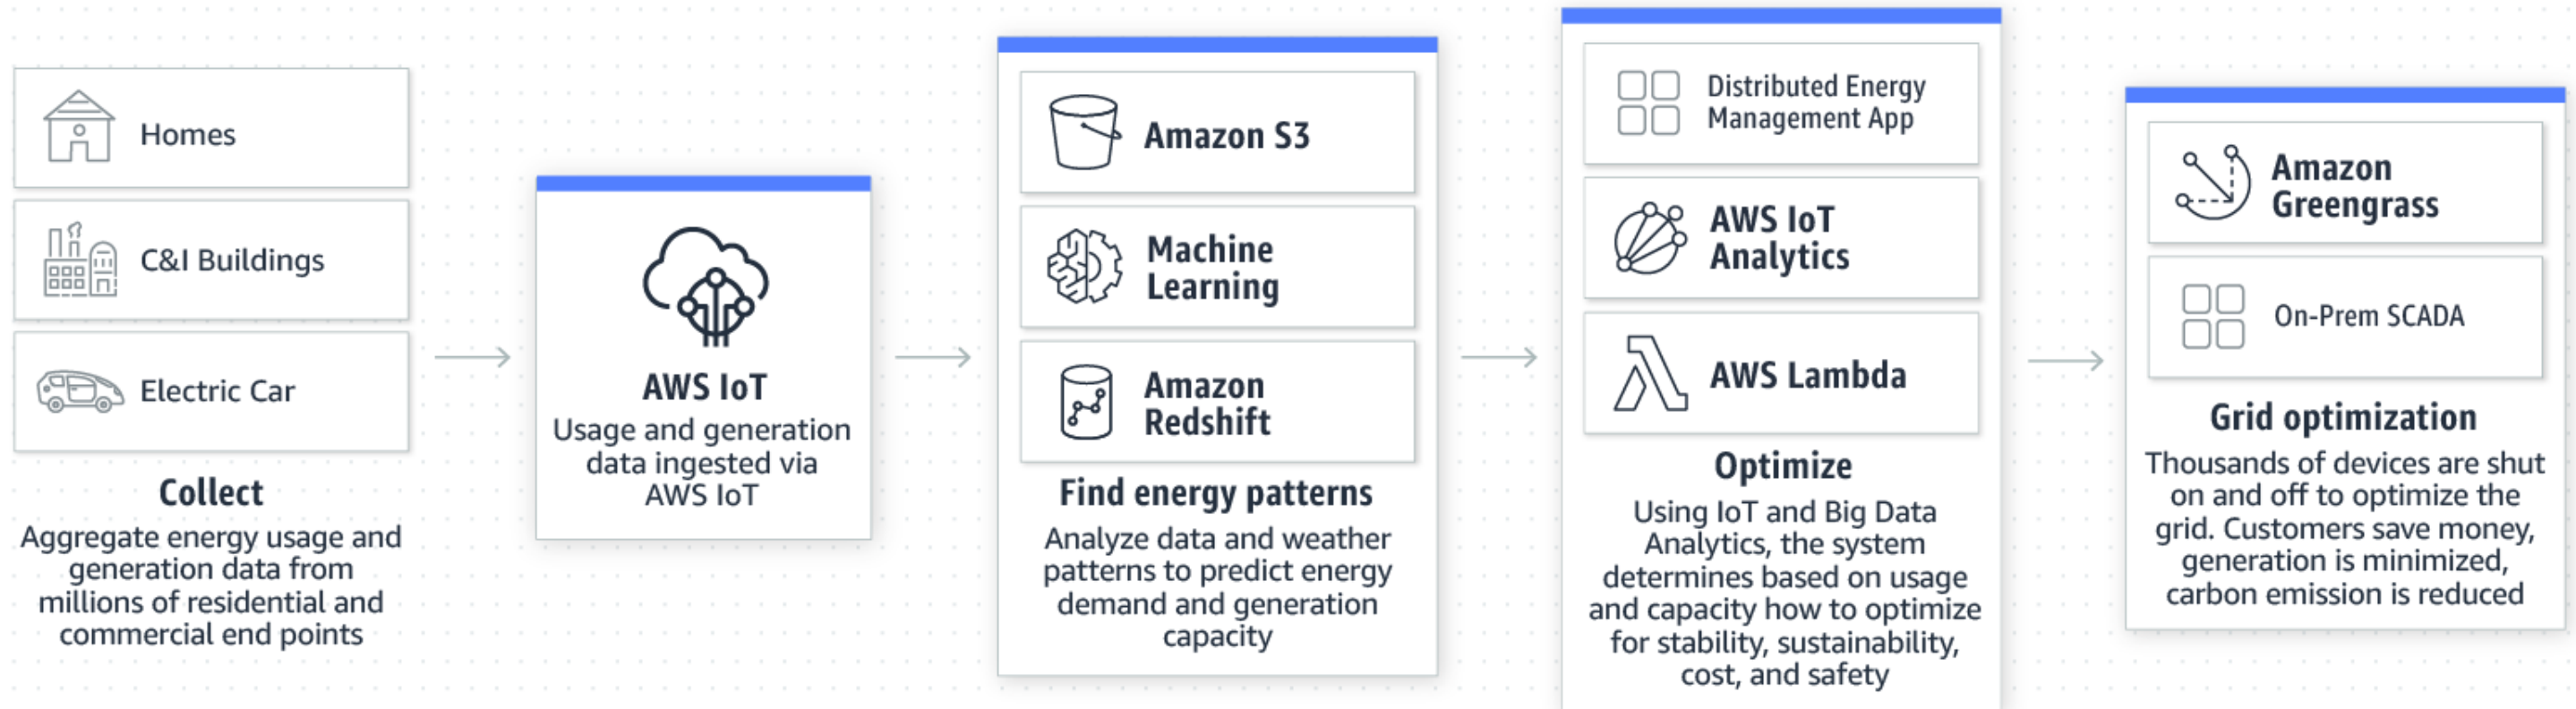 Homes
C&I Buildings
Electric Car
Collect
Aggregate energy usage and
generation data from
millions of residential and
commercial end points
AWS IoT
Usage and generation
data ingested via
AWS IoT
Amazon S3
Machine
Learning
Amazon
Redshift
Find energy patterns
Analyze data and weather
patterns to predict energy
demand and generation
capacity
Distributed Energy
Management App
AWS IoT
Analytics
AWS Lambda
Optimize
Using IoT and Big Data
Analytics, the system
determines based on usage
and capacity how to optimize
for stability, sustainability,
cost, and safety
Amazon
Greengrass
On-Prem SCADA
Grid optimization
Thousands of devices are shut
on and off to optimize the
grid. Customers save money,
generation is minimized,
carbon emission is reduced